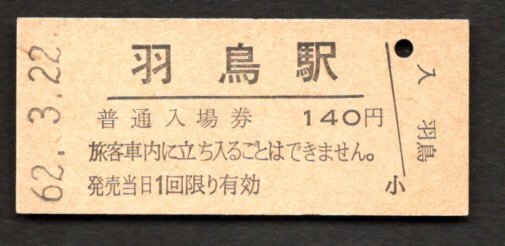 62. 3. 22
羽鳥駅
普通入場券 140円
旅客車内に立ち入ることはできません。
発売当日1回限り有効
入 羽鳥
小